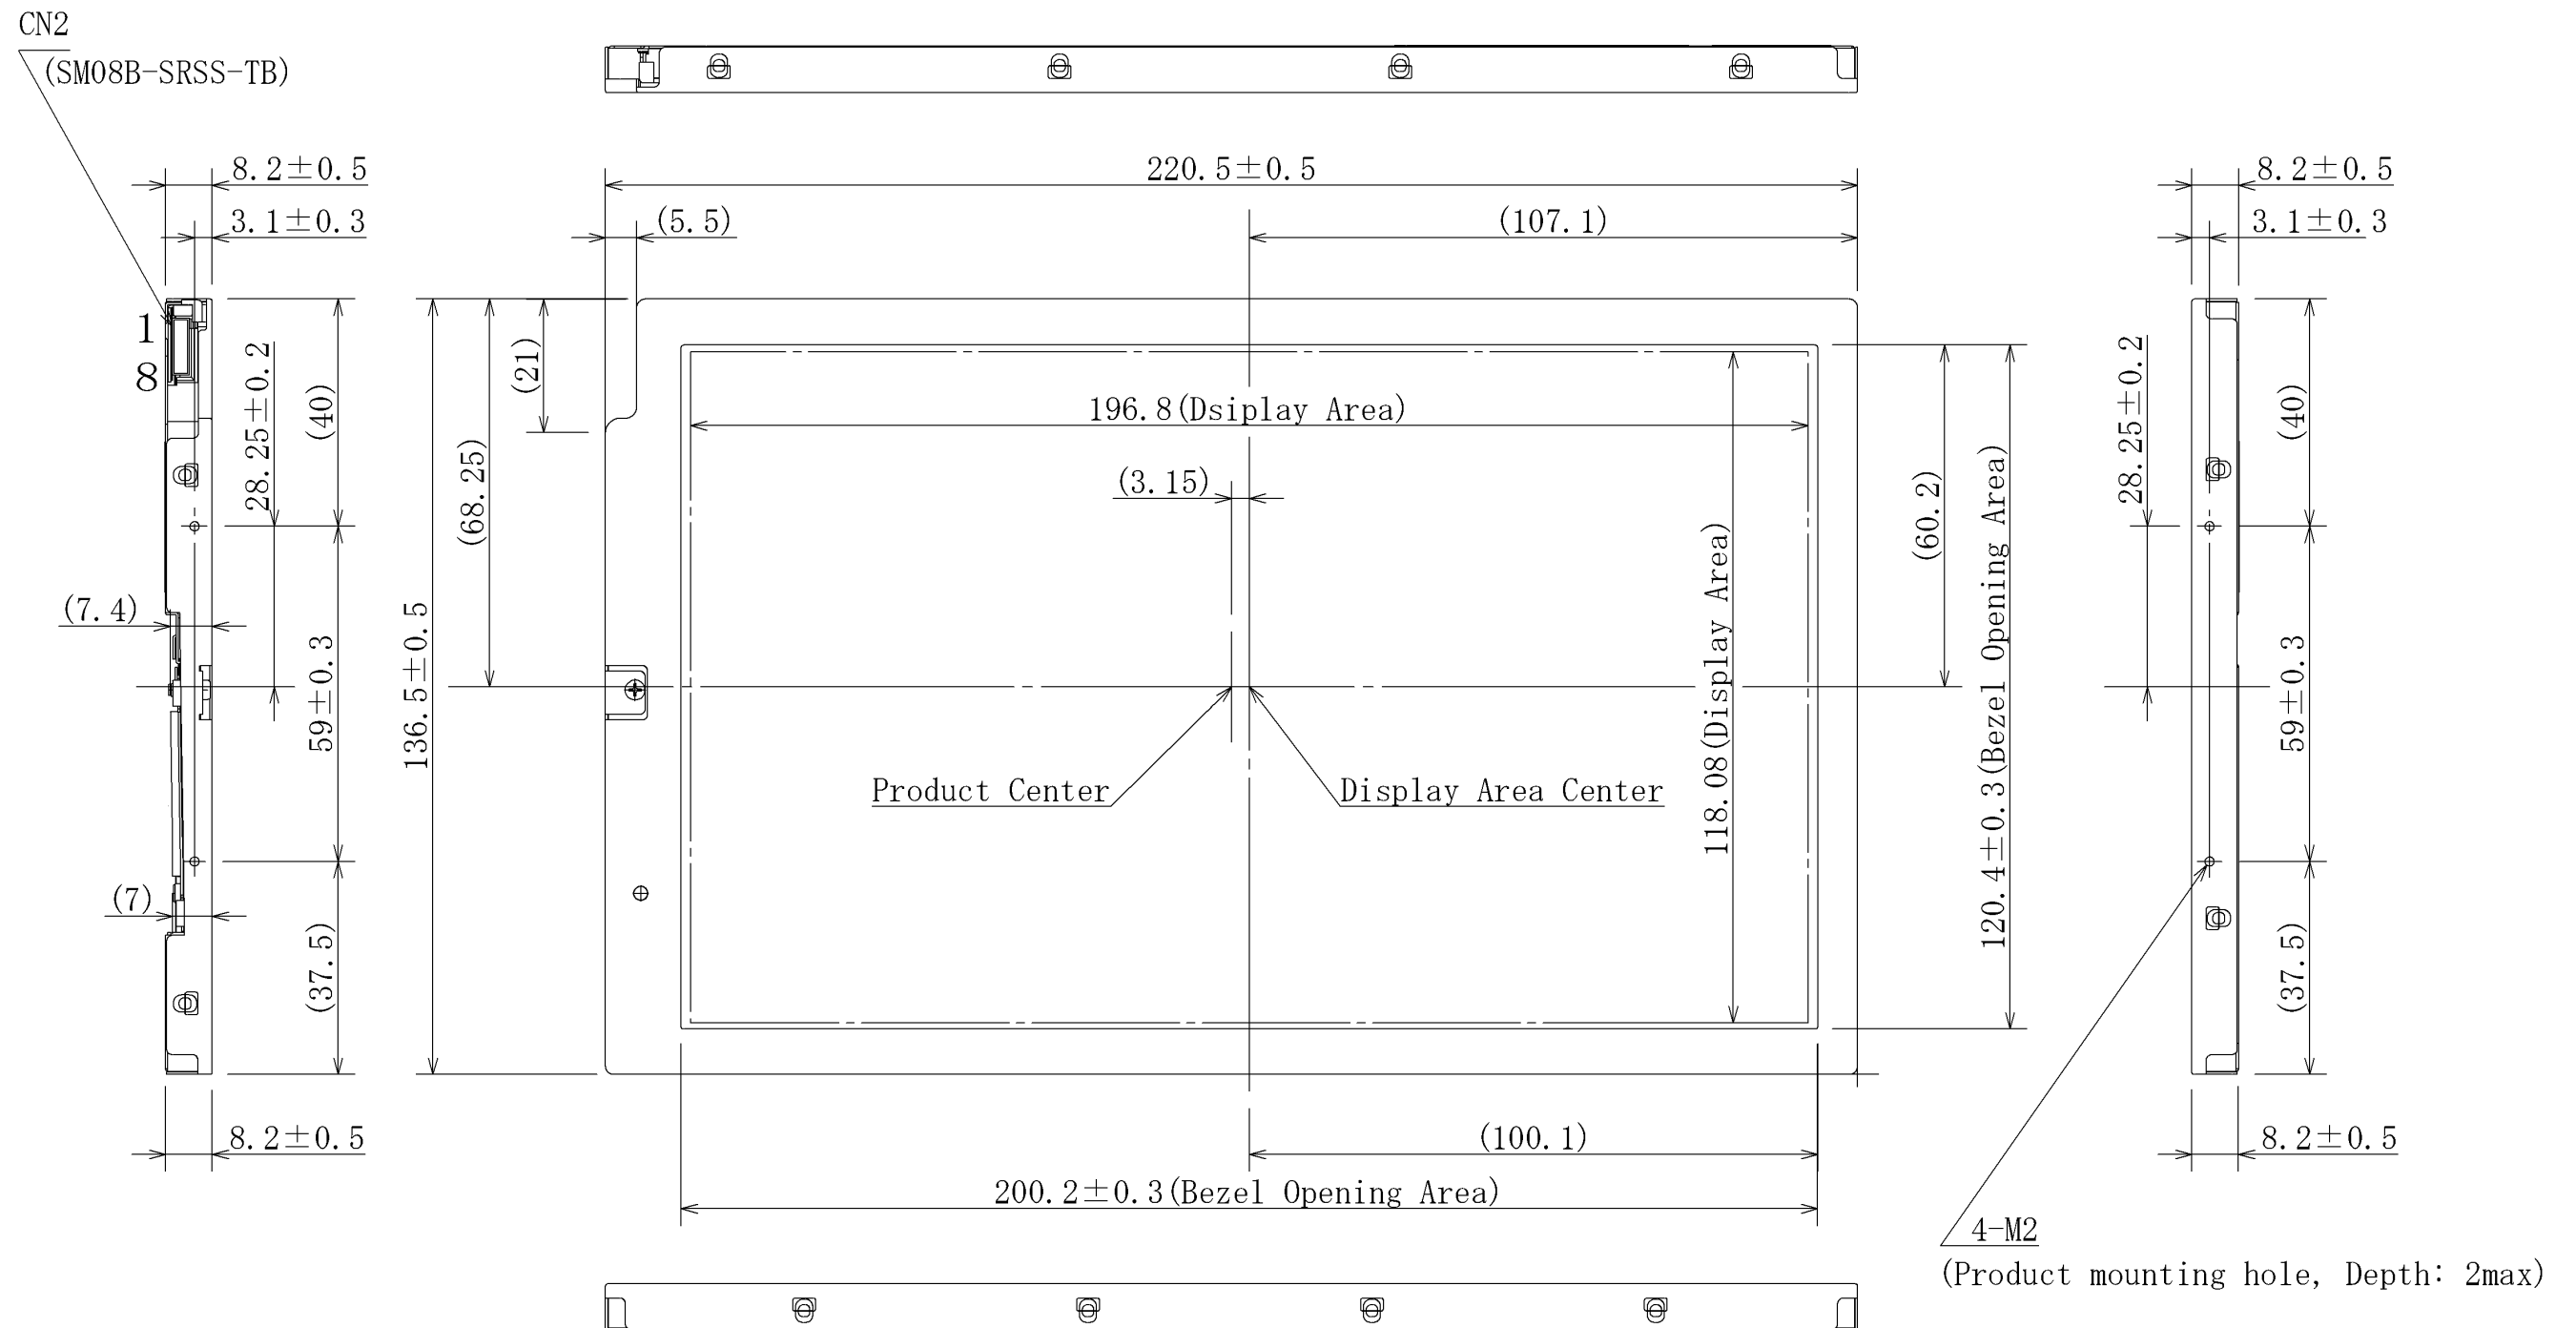 CN2
(SM08B-SRSS-TB)
8.2±0.5
220.5±0.5
8.2±0.5
3.1±0.3
(5.5)
(107.1)
3.1±0.3
1
8
28.25±0.2
(40)
(21)
(68.25)
196.8(Dsiplay Area)
(3.15)
(60.2)
28.25±0.2
(40)
(7.4)
59±0.3
136.5±0.5
118.08(Display Area)
120.4±0.3(Bezel Opening Area)
59±0.3
Product Center
Display Area Center
(7)
(37.5)
(37.5)
8.2±0.5
(100.1)
8.2±0.5
200.2±0.3(Bezel Opening Area)
4-M2
(Product mounting hole, Depth: 2max)